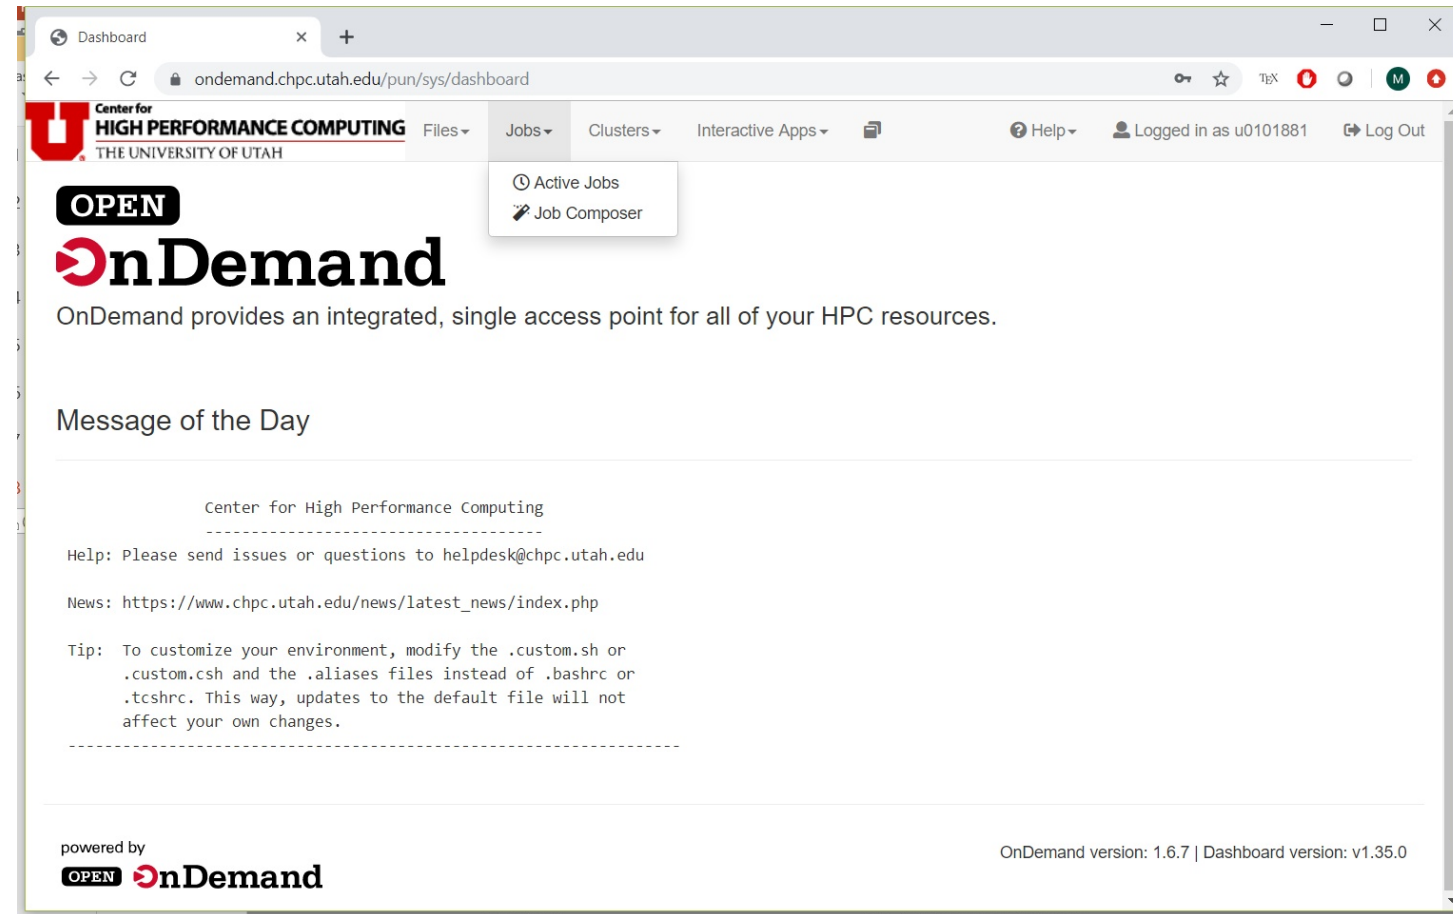 Dashboard
ondemand.chpc.utah.edu/pun/sys/dashboard
TEX
M
Center for
HIGH PERFORMANCE COMPUTING
THE UNIVERSITY OF UTAH
Files
Jobs
Clusters
Interactive Apps
Help
Logged in as u0101881
Log Out
Active Jobs
Job Composer
OPEN
OnDemand
OnDemand provides an integrated, single access point for all of your HPC resources.
Message of the Day
Center for High Performance Computing
-------------------------------------
Help: Please send issues or questions to helpdesk@chpc.utah.edu
News: https://www.chpc.utah.edu/news/latest_news/index.php
Tip: To customize your environment, modify the .custom.sh or
.custom.csh and the .aliases files instead of .bashrc or
.tcshrc. This way, updates to the default file will not
affect your own changes.
-------------------------------------------------------------------
powered by
OPEN OnDemand
OnDemand version: 1.6.7 | Dashboard version: v1.35.0